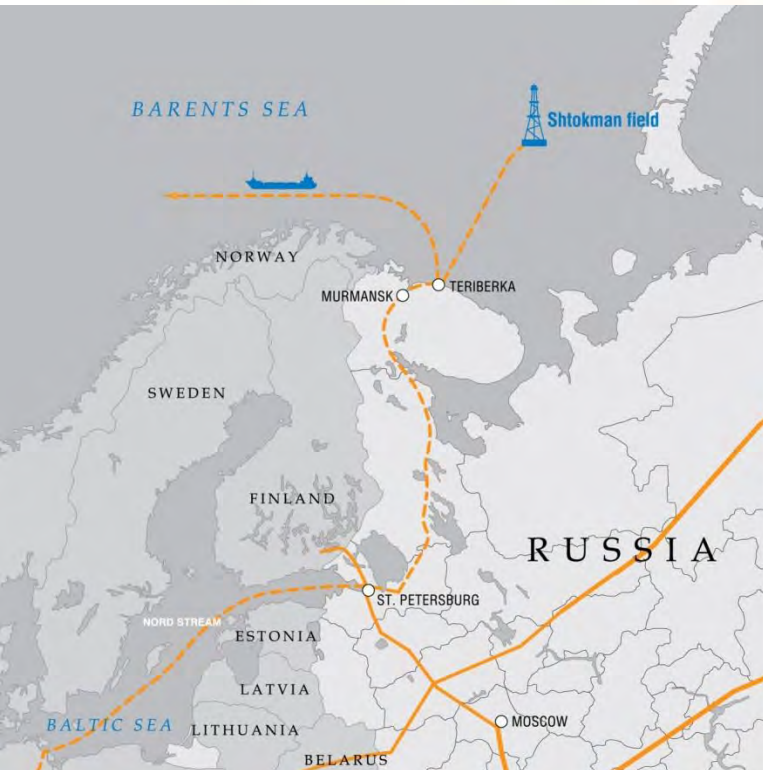 BARENTS SEA
Shtokman field
NORWAY
TERIBERKA
MURMANSK
SWEDEN
FINLAND
RUSSIA
ST. PETERSBURG
NORD STREAM
ESTONIA
LATVIA
BALTIC SEA
LITHUANIA
MOSCOW
BELARUS